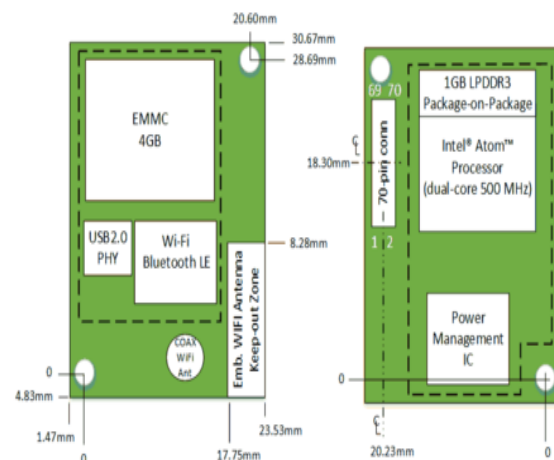 20.60mm
30.67mm
28.69mm
EMMC
4GB
USB2.0
PHY
Wi-Fi
Bluetooth LE
8.28mm
Emb. WIFI Antenna
Keep-out Zone
COAX
WiFi
Ant
0
4.83mm
1.47mm
0
17.75mm
23.53mm
69 70
1GB LPDDR3
Package-on-Package
Intel® Atom™
Processor
(dual-core 500 MHz)
℄
18.30mm
70-pin conn
1 2
Power
Management
IC
0
℄
20.23mm
0